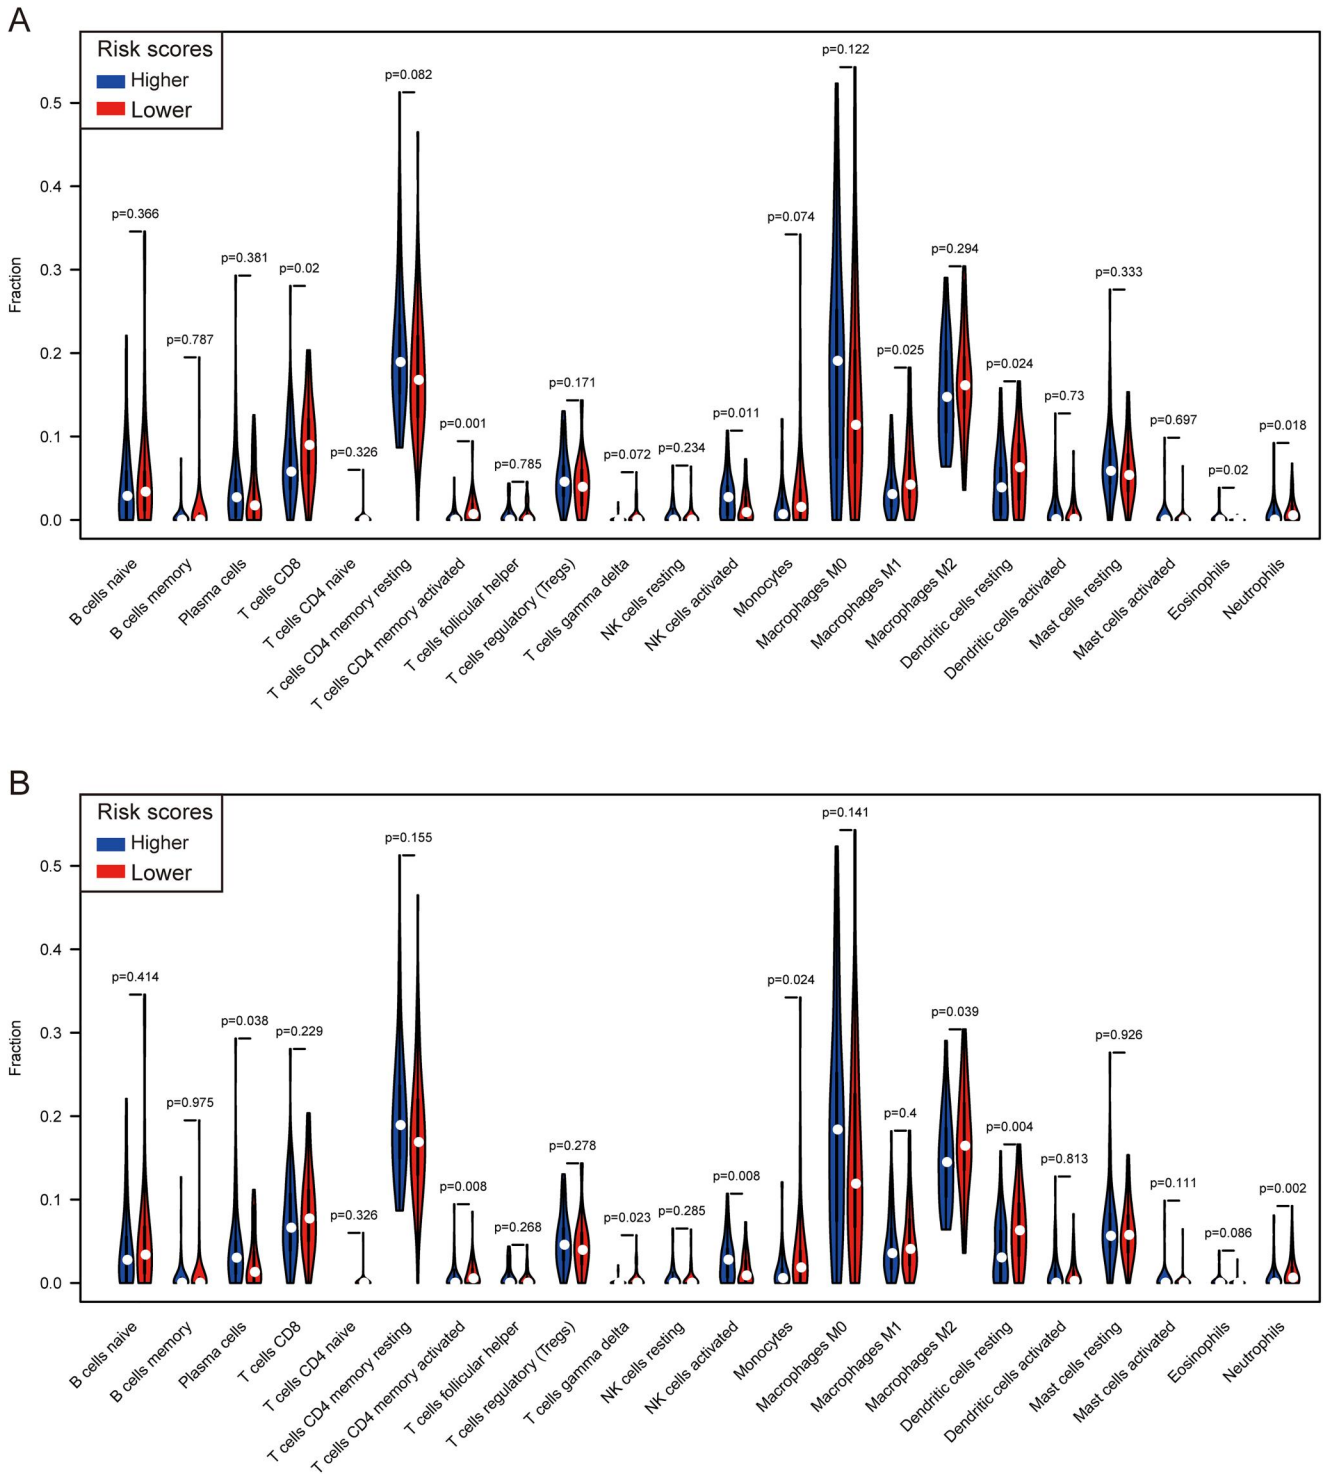 A
Risk scores
Higher
Lower
Fraction
0.5
0.4
0.3
0.2
0.1
0.0
p=0.366
p=0.787
p=0.381
p=0.02
p=0.326
p=0.082
p=0.001
p=0.785
p=0.171
p=0.072
p=0.234
p=0.011
p=0.074
p=0.122
p=0.025
p=0.294
p=0.024
p=0.73
p=0.333
p=0.697
p=0.02
p=0.018
B cells naive
B cells memory
Plasma cells
T cells CD8
T cells CD4 naive
T cells CD4 memory resting
T cells CD4 memory activated
T cells follicular helper
T cells regulatory (Tregs)
T cells gamma delta
NK cells resting
NK cells activated
Monocytes
Macrophages M0
Macrophages M1
Macrophages M2
Dendritic cells resting
Dendritic cells activated
Mast cells resting
Mast cells activated
Eosinophils
Neutrophils
B
Risk scores
Higher
Lower
Fraction
0.5
0.4
0.3
0.2
0.1
0.0
p=0.414
p=0.975
p=0.038
p=0.229
p=0.326
p=0.155
p=0.008
p=0.268
p=0.278
p=0.023
p=0.285
p=0.008
p=0.024
p=0.141
p=0.4
p=0.039
p=0.004
p=0.813
p=0.926
p=0.111
p=0.086
p=0.002
B cells naive
B cells memory
Plasma cells
T cells CD8
T cells CD4 naive
T cells CD4 memory resting
T cells CD4 memory activated
T cells follicular helper
T cells regulatory (Tregs)
T cells gamma delta
NK cells resting
NK cells activated
Monocytes
Macrophages M0
Macrophages M1
Macrophages M2
Dendritic cells resting
Dendritic cells activated
Mast cells resting
Mast cells activated
Eosinophils
Neutrophils